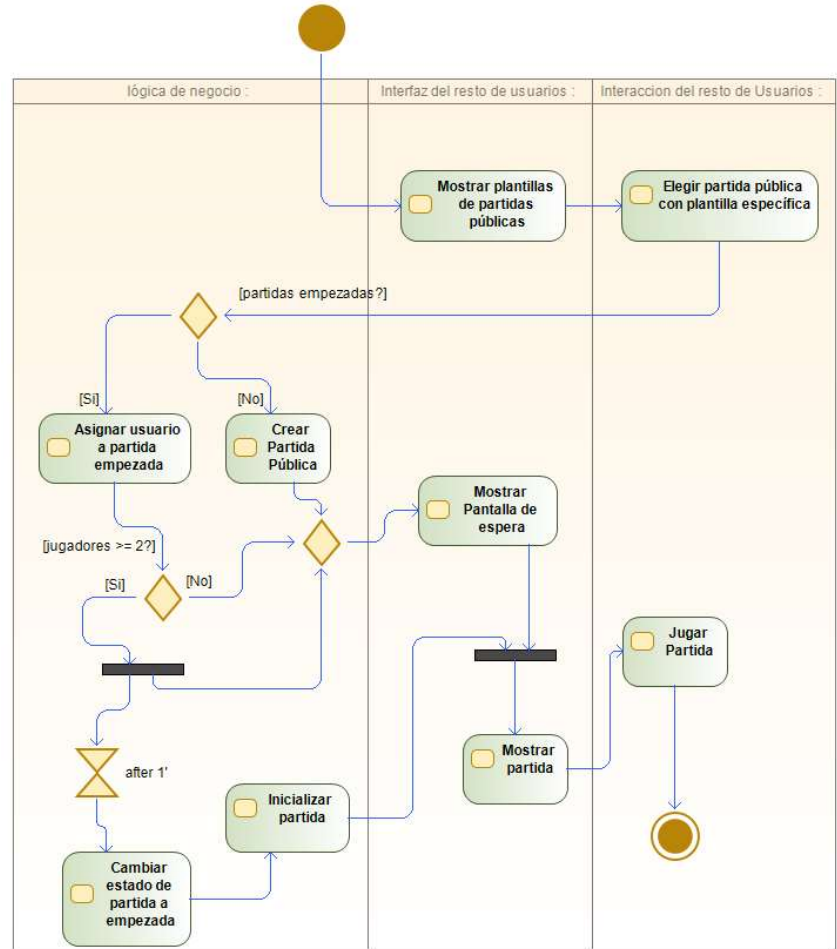 lógica de negocio :
Interfaz del resto de usuarios :
Interaccion del resto de Usuarios :
Mostrar plantillas
de partidas
públicas
Elegir partida pública
con plantilla específica
[partidas empezadas?]
[Si]
[No]
Asignar usuario
a partida
empezada
Crear
Partida
Pública
Mostrar
Pantalla de
espera
[jugadores >= 2?]
[Si]
[No]
Jugar
Partida
Mostrar
partida
after 1'
Inicializar
partida
Cambiar
estado de
partida a
empezada